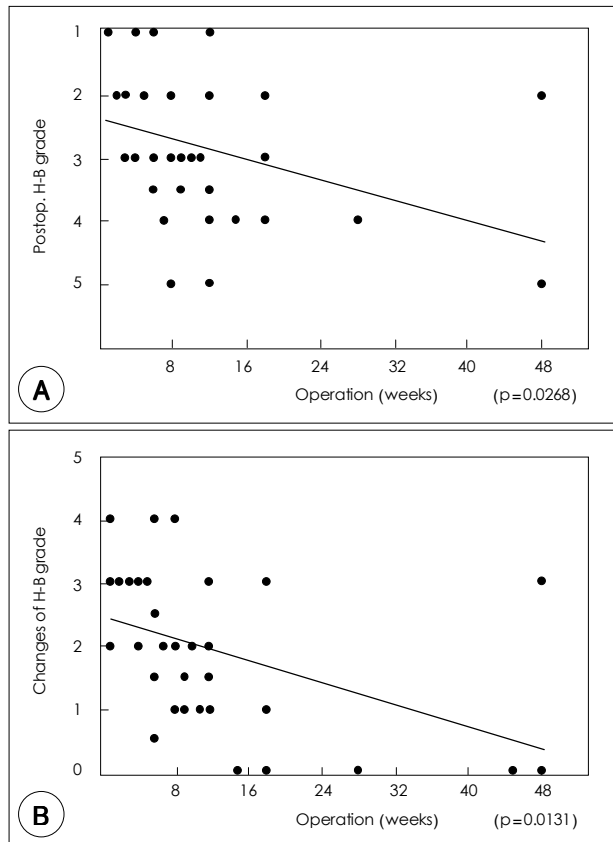 Postop. H-B grade
1
2
3
4
5
8 16 24 32 40 48
Operation (weeks) (p=0.0268)
A
Changes of H-B grade
5
4
3
2
1
0
8 16 24 32 40 48
Operation (weeks) (p=0.0131)
B